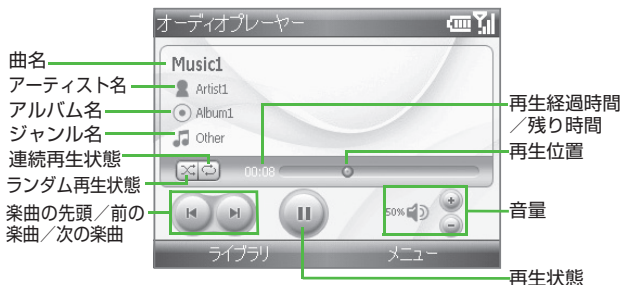 オーディオプレーヤー
曲名
Music1
アーティスト名
Artist1
アルバム名
Album1
ジャンル名
Other
連続再生状態
ランダム再生状態
00:08
再生経過時間
／残り時間
再生位置
楽曲の先頭／前の
楽曲／次の楽曲
50%
音量
ライブラリ
メニュー
再生状態